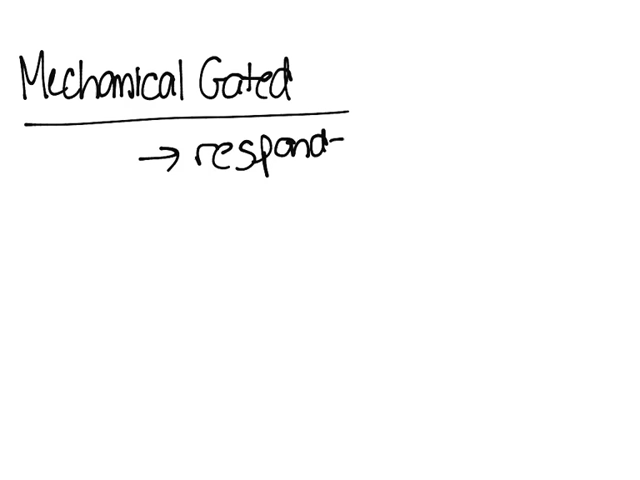 Mechanical Gated
→ respond-